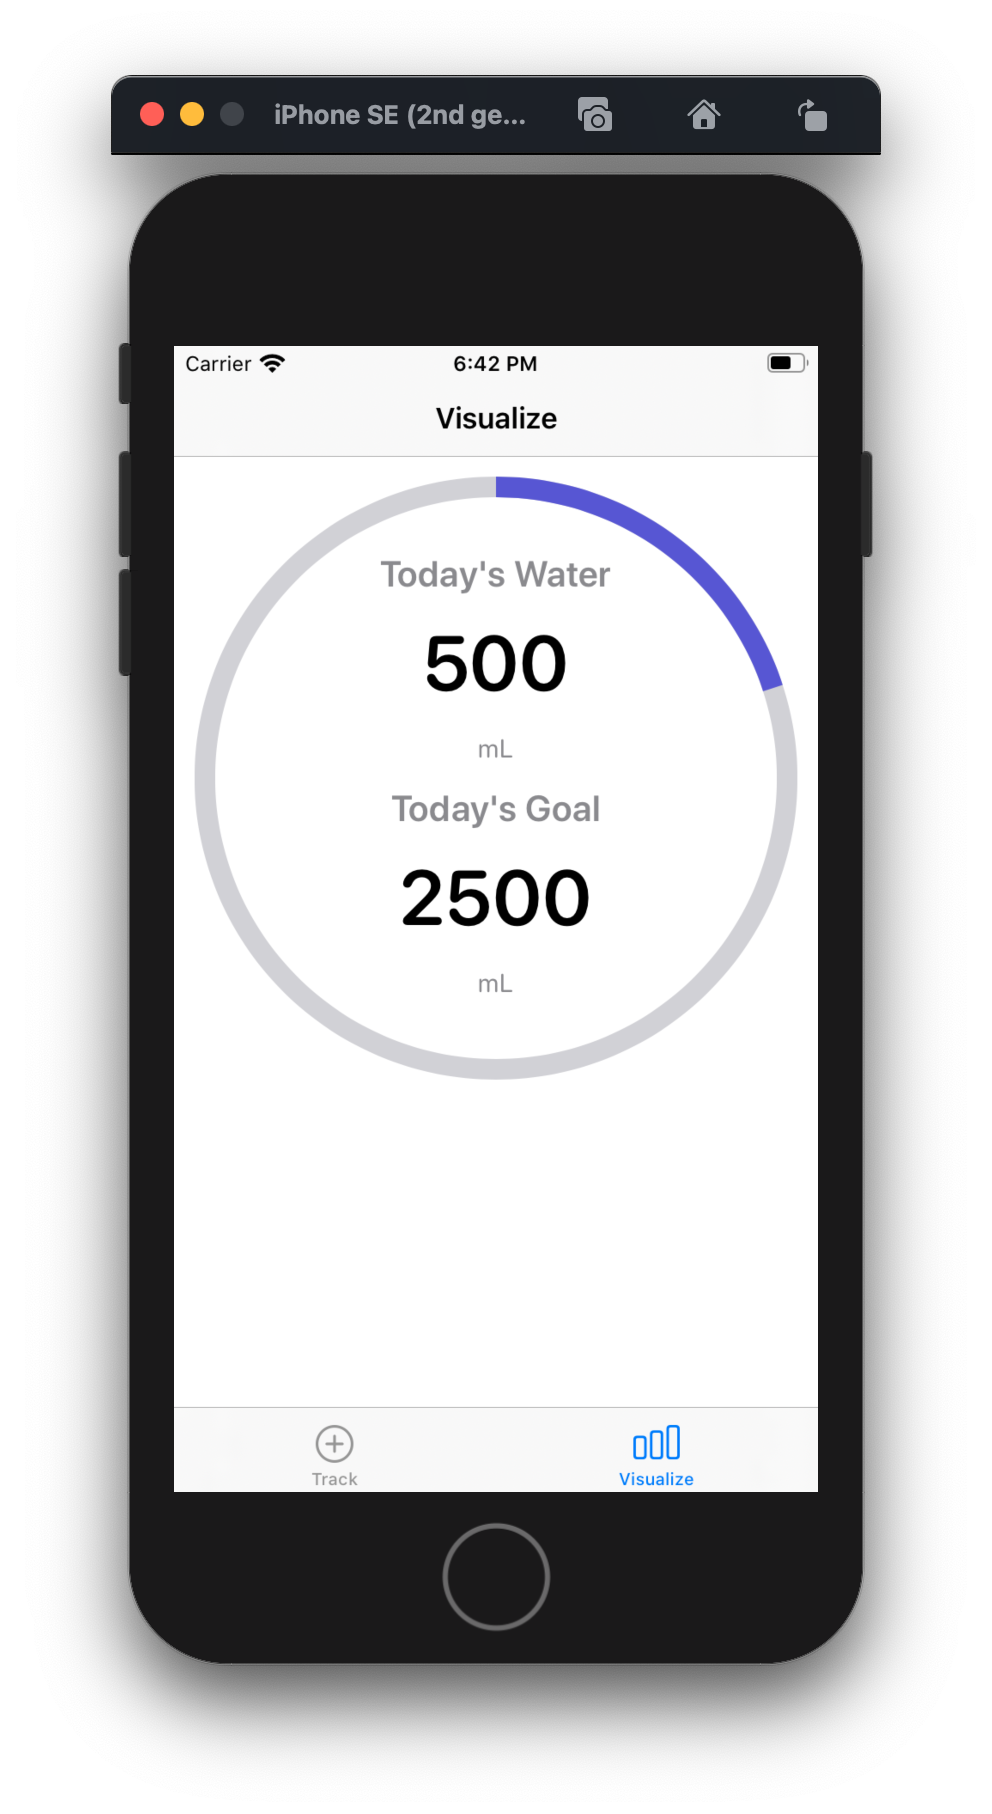 iPhone SE (2nd ge...
Carrier 6:42 PM
Visualize
Today's Water
500
mL
Today's Goal
2500
mL
Track Visualize